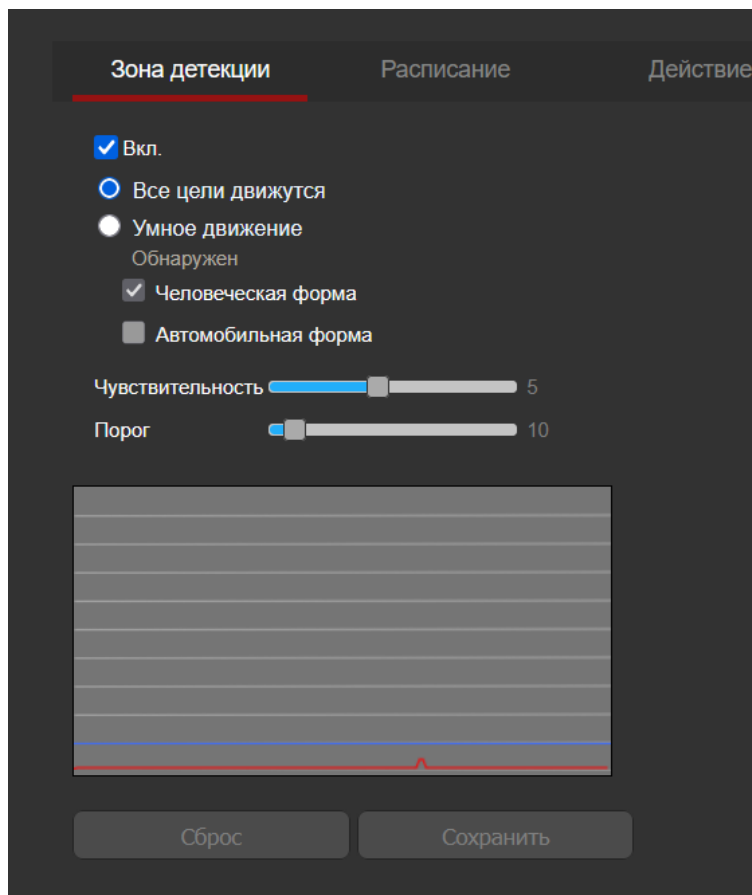 Зона детекции Расписание Действие
Вкл.
Все цели движутся
Умное движение
Обнаружен
Человеческая форма
Автомобильная форма
Чувствительность 5
Порог 10
Сброс Сохранить